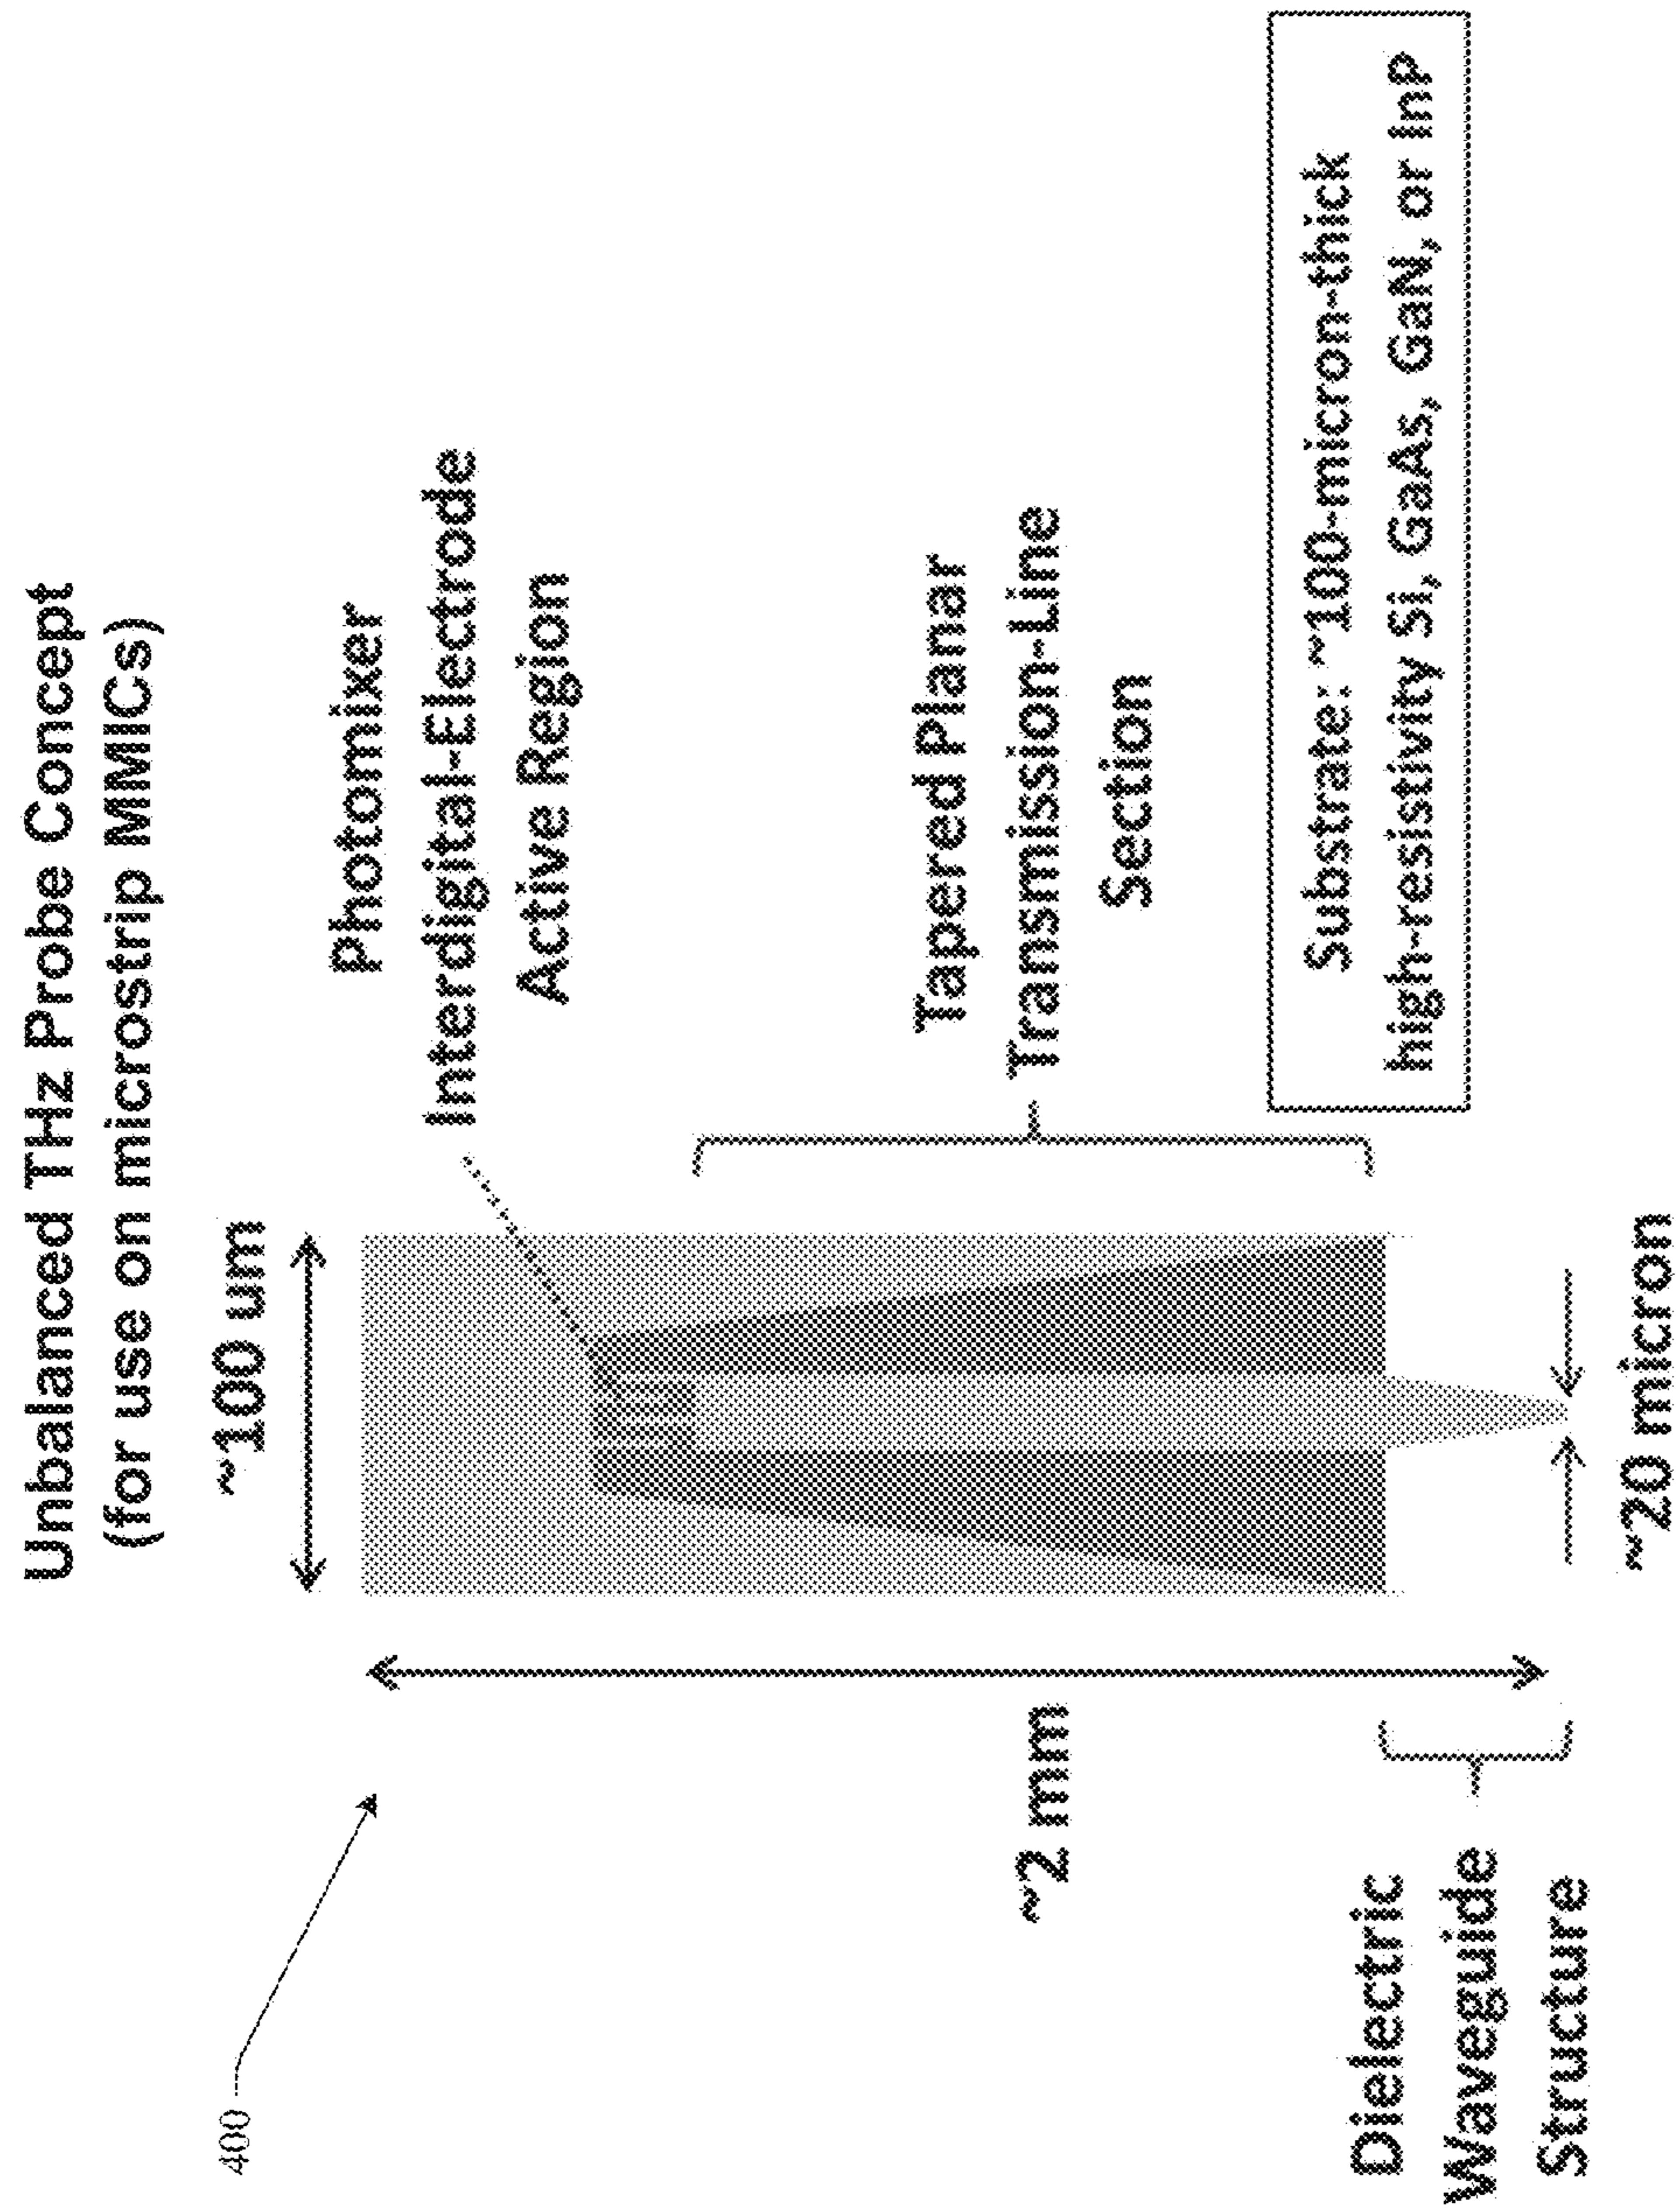 Unbalanced THz Probe Concept
(for use on microstrip MMICs)
400
~100 um
Photomixer
Interdigital-Electrode
Active Region
~2 mm
Tapered Planar
Transmission-Line
Section
Dielectric
Waveguide
Structure
Substrate: ~100-micron-thick
high-resistivity Si, GaAs, GaN, or InP
~20 micron